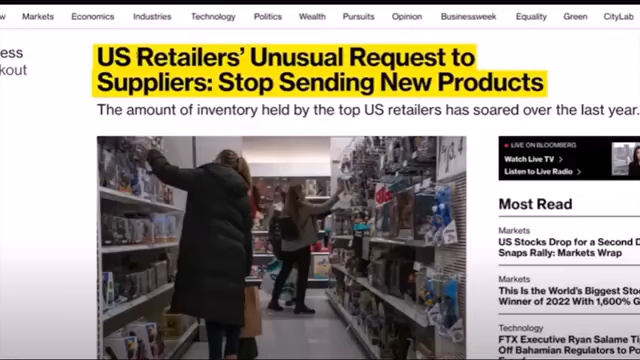 Markets Economics Industries Technology Politics Wealth Pursuits Opinion Businessweek Equality Green CityLab
US Retailers’ Unusual Request to
Suppliers: Stop Sending New Products
The amount of inventory held by the top US retailers has soared over the last year.
LIVE ON BLOOMBERG
Watch Live TV >
Listen to Live Radio >
Most Read
Markets
US Stocks Drop for a Second D
Snaps Rally: Markets Wrap
Markets
This Is the World's Biggest Sto
Winner of 2022 With 1,600% G
Technology
FTX Executive Ryan Salame Ti
Off Bahamian Regulators to Po